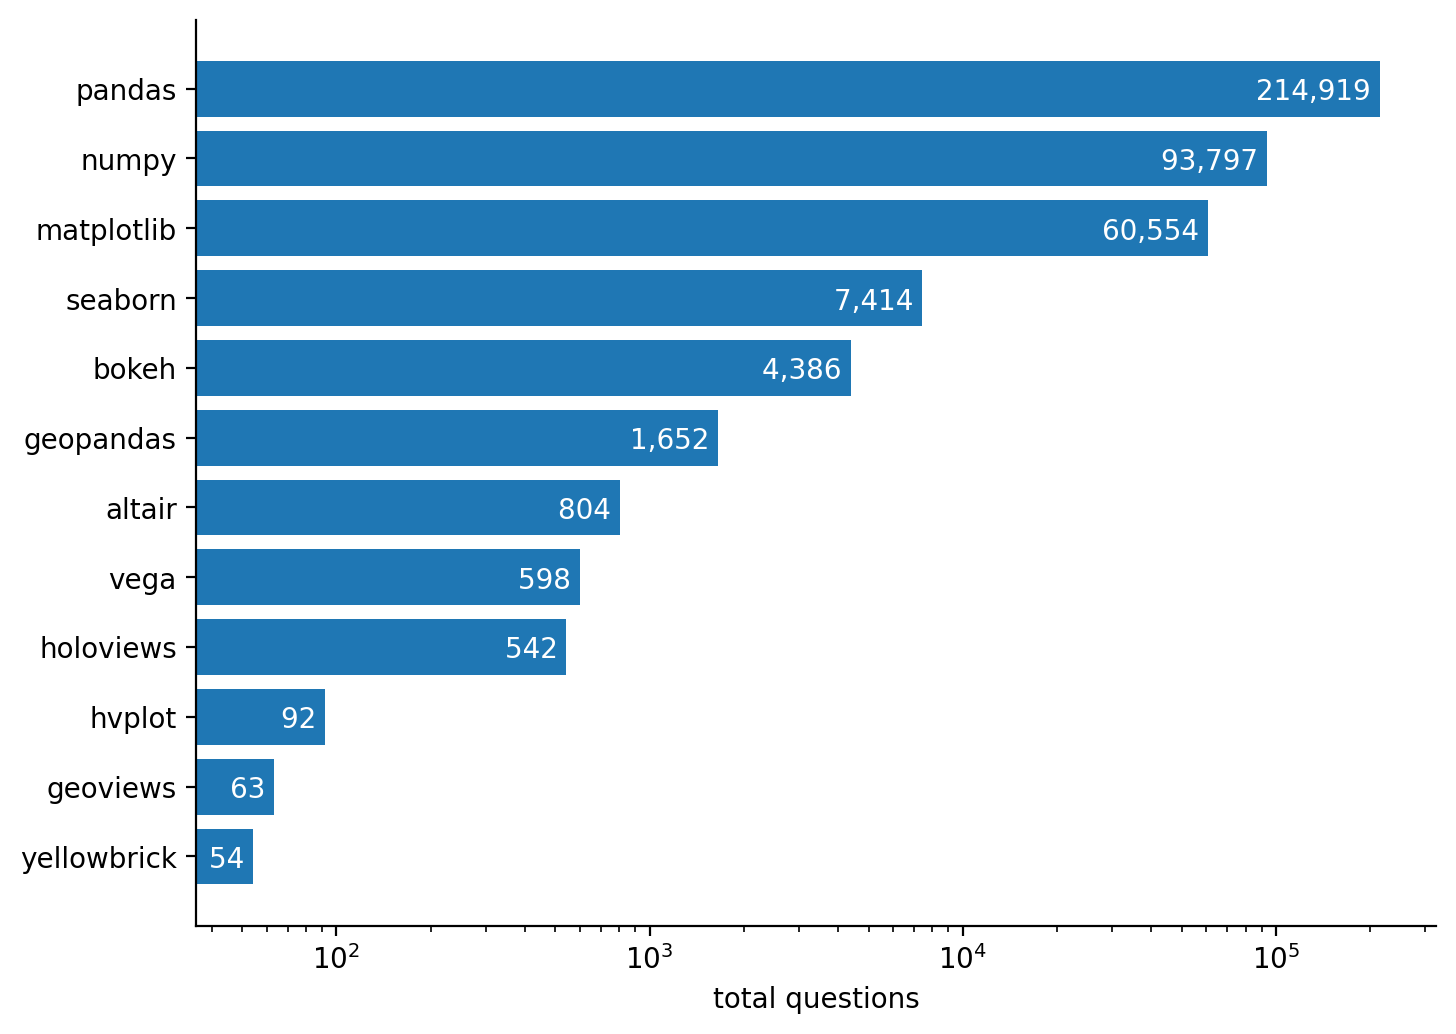 pandas 214,919
numpy 93,797
matplotlib 60,554
seaborn 7,414
bokeh 4,386
geopandas 1,652
altair 804
vega 598
holoviews 542
hvplot 92
geoviews 63
yellowbrick 54
10² 10³ 10⁴ 10⁵
total questions